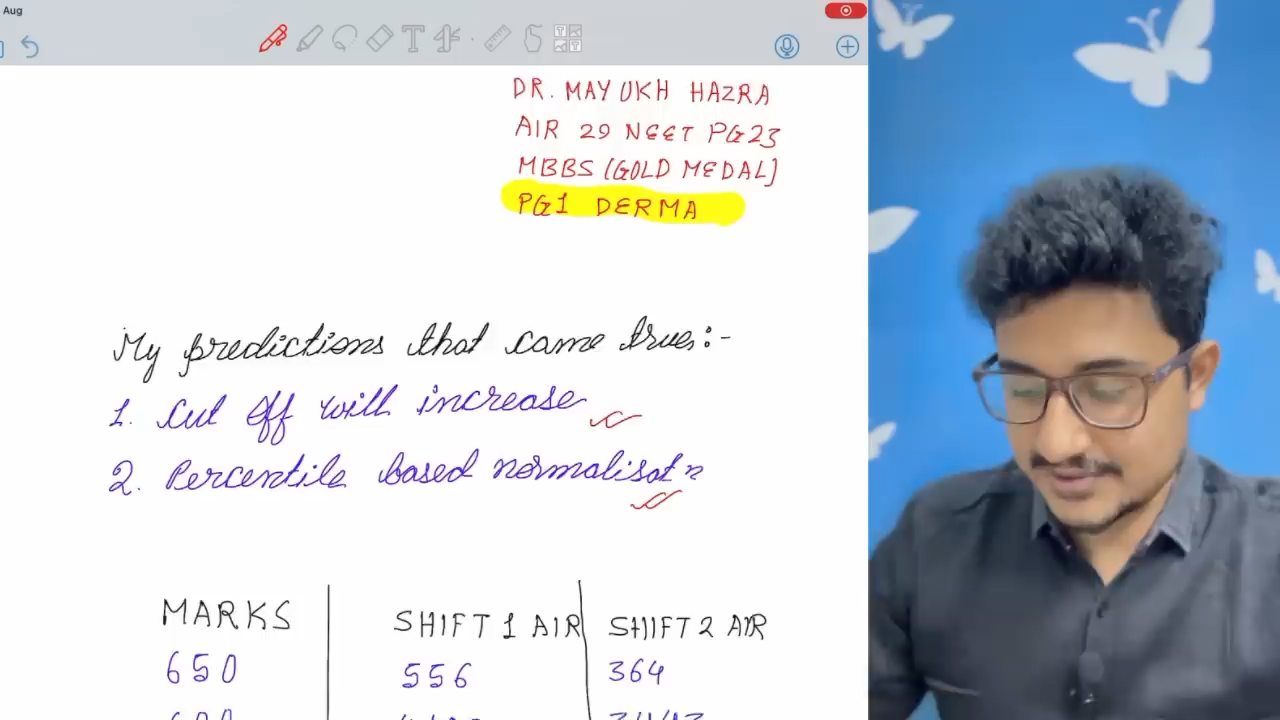 Aug
DR. MAYUKH HAZRA
AIR 29 NEET PG23
MBBS (GOLD MEDAL)
PG1 DERMA
My predictions that came true:-
1. Cut off will increase
2. Percentile based normalisatn
MARKS SHIFT 1 AIR SHIFT 2 AIR
650 556 364